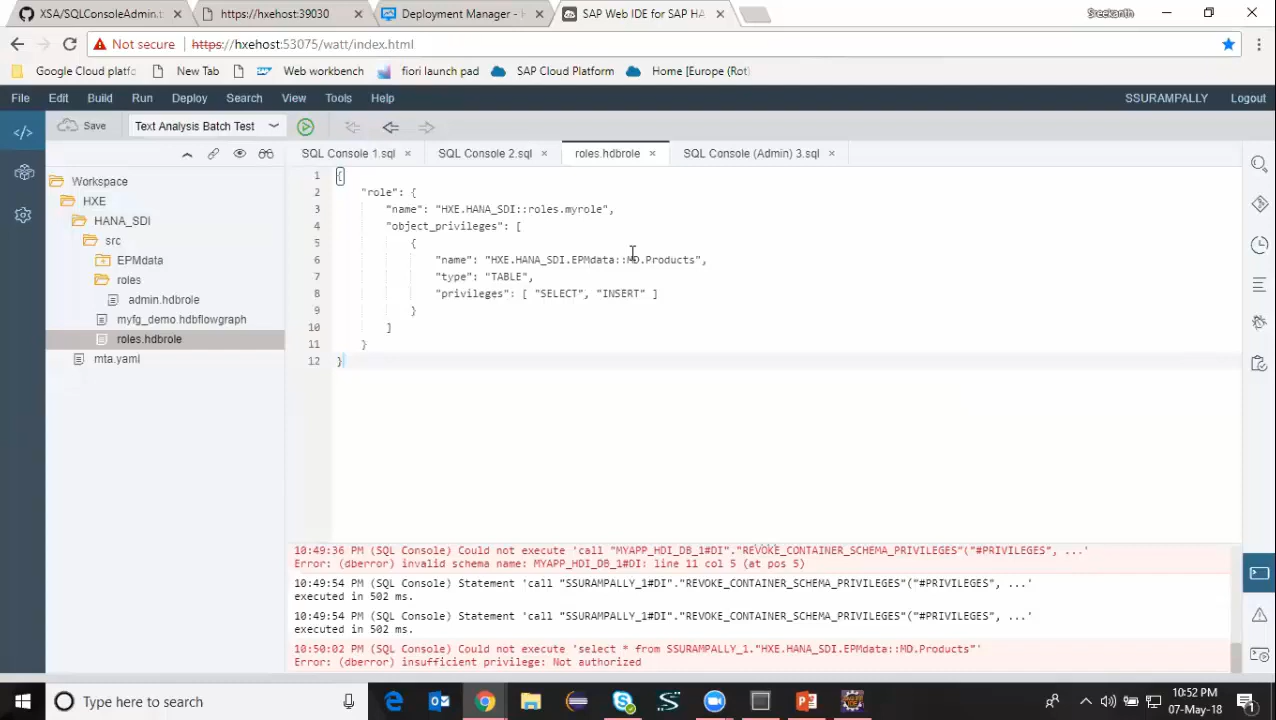 XSA/SQLConsoleAdmin.t
https://hxehost:39030
Deployment Manager -
SAP Web IDE for SAP HA
Sreekanth
Not secure https://hxehost:53075/watt/index.html
Google Cloud platfo
New Tab
Web workbench
fiori launch pad
SAP Cloud Platform
Home [Europe (Rot)
File Edit Build Run Deploy Search View Tools Help
SSURAMPALLY Logout
Save
Text Analysis Batch Test
SQL Console 1.sql
SQL Console 2.sql
roles.hdbrole
SQL Console (Admin) 3.sql
Workspace
HXE
HANA_SDI
src
EPMdata
roles
admin.hdbrole
myfg_demo.hdbflowgraph
roles.hdbrole
mta.yaml
1 {
2 "role": {
3 "name": "HXE.HANA_SDI::roles.myrole",
4 "object_privileges": [
5 {
6 "name": "HXE.HANA_SDI.EPMdata::MD.Products",
7 "type": "TABLE",
8 "privileges": [ "SELECT", "INSERT" ]
9 }
10 ]
11 }
12 }
10:49:36 PM (SQL Console) Could not execute 'call "MYAPP_HDI_DB_1#DI"."REVOKE_CONTAINER_SCHEMA_PRIVILEGES"("#PRIVILEGES", ...'
Error: (dberror) invalid schema name: MYAPP_HDI_DB_1#DI: line 11 col 5 (at pos 5)
10:49:54 PM (SQL Console) Statement 'call "SSURAMPALLY_1#DI"."REVOKE_CONTAINER_SCHEMA_PRIVILEGES"("#PRIVILEGES", ...'
executed in 502 ms.
10:49:54 PM (SQL Console) Statement 'call "SSURAMPALLY_1#DI"."REVOKE_CONTAINER_SCHEMA_PRIVILEGES"("#PRIVILEGES", ...'
executed in 502 ms.
10:50:02 PM (SQL Console) Could not execute 'select * from SSURAMPALLY_1."HXE.HANA_SDI.EPMdata::MD.Products"'
Error: (dberror) insufficient privilege: Not authorized
Type here to search
10:52 PM
07-May-18